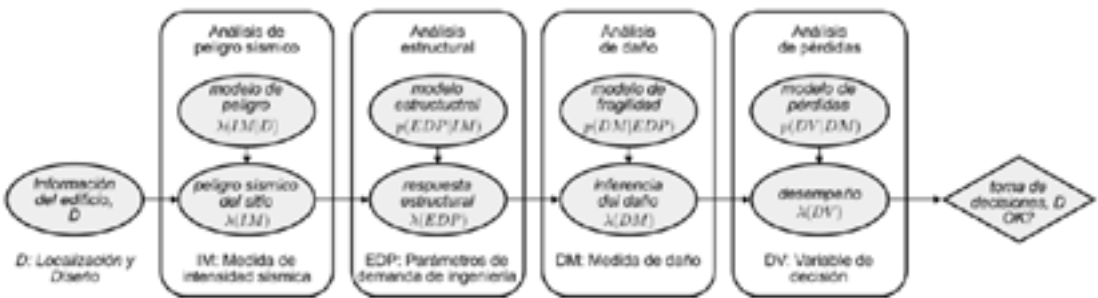 Análisis de
peligro sísmico
modelo de
peligro
λ(IM|D)
peligro sísmico
del sitio
λ(IM)
IM: Medida de
intensidad sísmica
Análisis
estructural
modelo
estructuctral
p(EDP|IM)
respuesta
estructural
λ(EDP)
EDP: Parámetros de
demanda de ingeniería
Análisis
de daño
modelo de
fragilidad
p(DM|EDP)
inferencia
del daño
λ(DM)
DM: Medida de daño
Análisis
de pérdidas
modelo de
pérdidas
p(DV|DM)
desempeño
λ(DV)
DV: Variable de
decisión
Información
del edificio,
D
D: Localización y
Diseño
toma de
decisiones, D
OK?